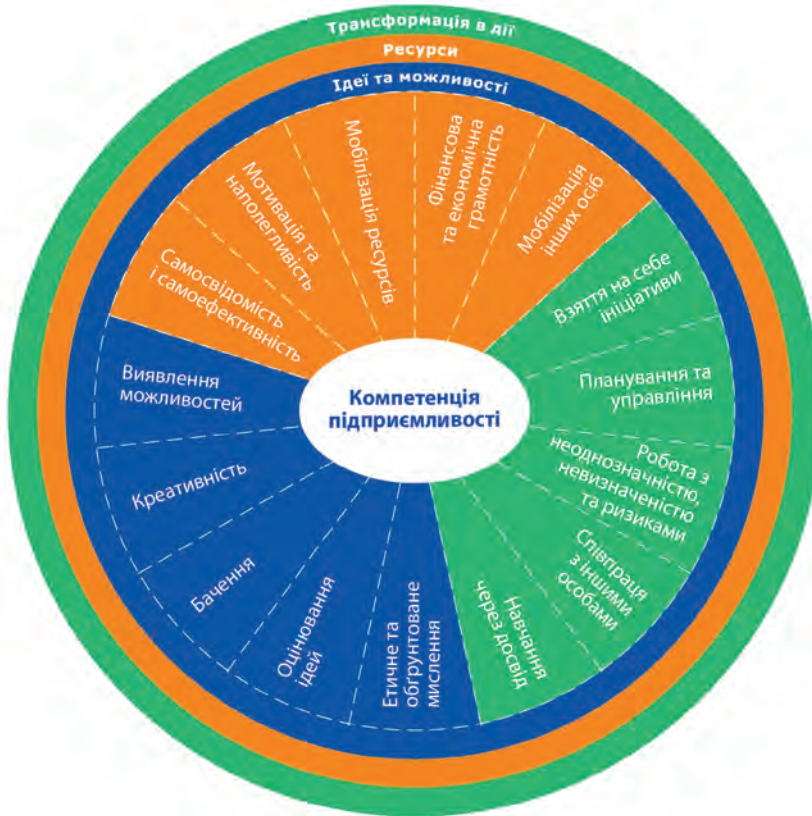 Трансформація в дії
Ресурси
Ідеї та можливості
Самосвідомість
і самоефективність
Мотивація та
наполегливість
Мобілізація ресурсів
Фінансова
та економічна
грамотність
Мобілізація
інших осіб
Взяття на себе
ініціативи
Планування та
управління
Робота з
неоднозначністю,
невизначеністю
та ризиками
Співпраця
з іншими
особами
Навчання
через досвід
Етичне та
обґрунтоване
мислення
Оцінювання
ідей
Бачення
Креативність
Виявлення
можливостей
Компетенція
підприємливості